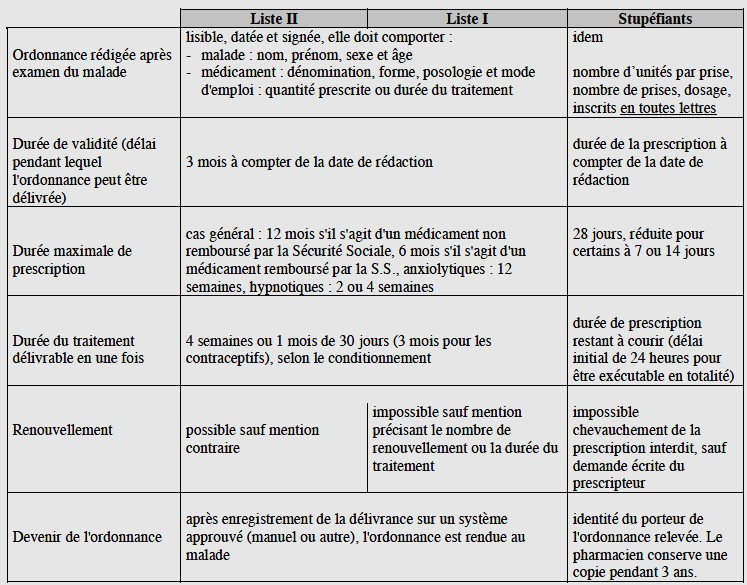 Liste II
Liste I
Stupéfiants
Ordonnance rédigée après
examen du malade
lisible, datée et signée, elle doit comporter :
- malade : nom, prénom, sexe et âge
- médicament : dénomination, forme, posologie et mode
d'emploi : quantité prescrite ou durée du traitement
idem
nombre d'unités par prise,
nombre de prises, dosage,
inscrits en toutes lettres
Durée de validité (délai
pendant lequel
l'ordonnance peut être
délivrée)
3 mois à compter de la date de rédaction
durée de la prescription à
compter de la date de
rédaction
Durée maximale de
prescription
cas général : 12 mois s'il s'agit d'un médicament non
remboursé par la Sécurité Sociale, 6 mois s'il s'agit d'un
médicament remboursé par la S.S., anxiolytiques : 12
semaines, hypnotiques : 2 ou 4 semaines
28 jours, réduite pour
certains à 7 ou 14 jours
Durée du traitement
délivrable en une fois
4 semaines ou 1 mois de 30 jours (3 mois pour les
contraceptifs), selon le conditionnement
durée de prescription
restant à courir (délai
initial de 24 heures pour
être exécutable en totalité)
Renouvellement
possible sauf mention
contraire
impossible sauf mention
précisant le nombre de
renouvellement ou la durée du
traitement
impossible
chevauchement de la
prescription interdit, sauf
demande écrite du
prescripteur
Devenir de l'ordonnance
après enregistrement de la délivrance sur un système
approuvé (manuel ou autre), l'ordonnance est rendue au
malade
identité du porteur de
l'ordonnance relevée. Le
pharmacien conserve une
copie pendant 3 ans.